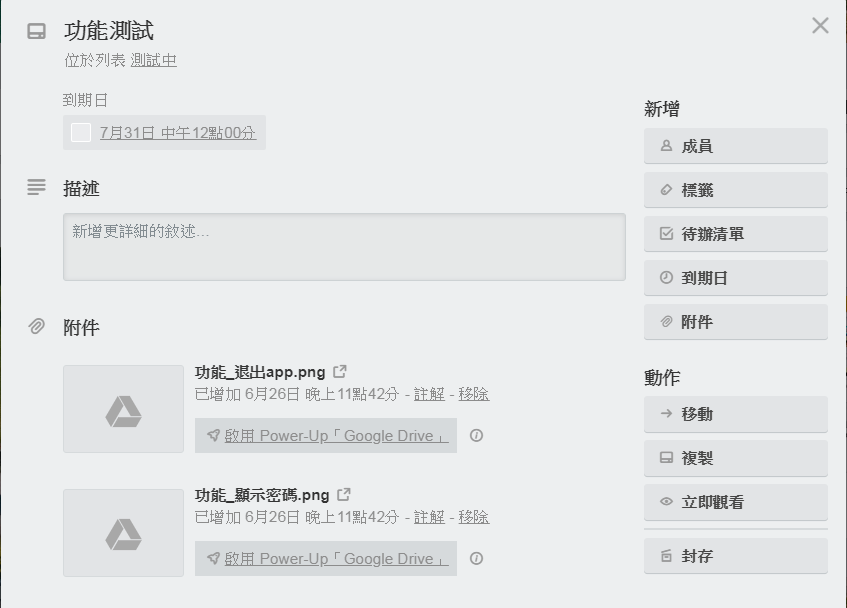 功能測試
位於列表 測試中
到期日
7月31日 中午12點00分
描述
新增更詳細的敘述...
附件
功能_退出app.png
已增加 6月26日 晚上11點42分 - 註解 - 移除
啟用 Power-Up「Google Drive」
功能_顯示密碼.png
已增加 6月26日 晚上11點42分 - 註解 - 移除
啟用 Power-Up「Google Drive」
新增
成員
標籤
待辦清單
到期日
附件
動作
移動
複製
立即觀看
封存